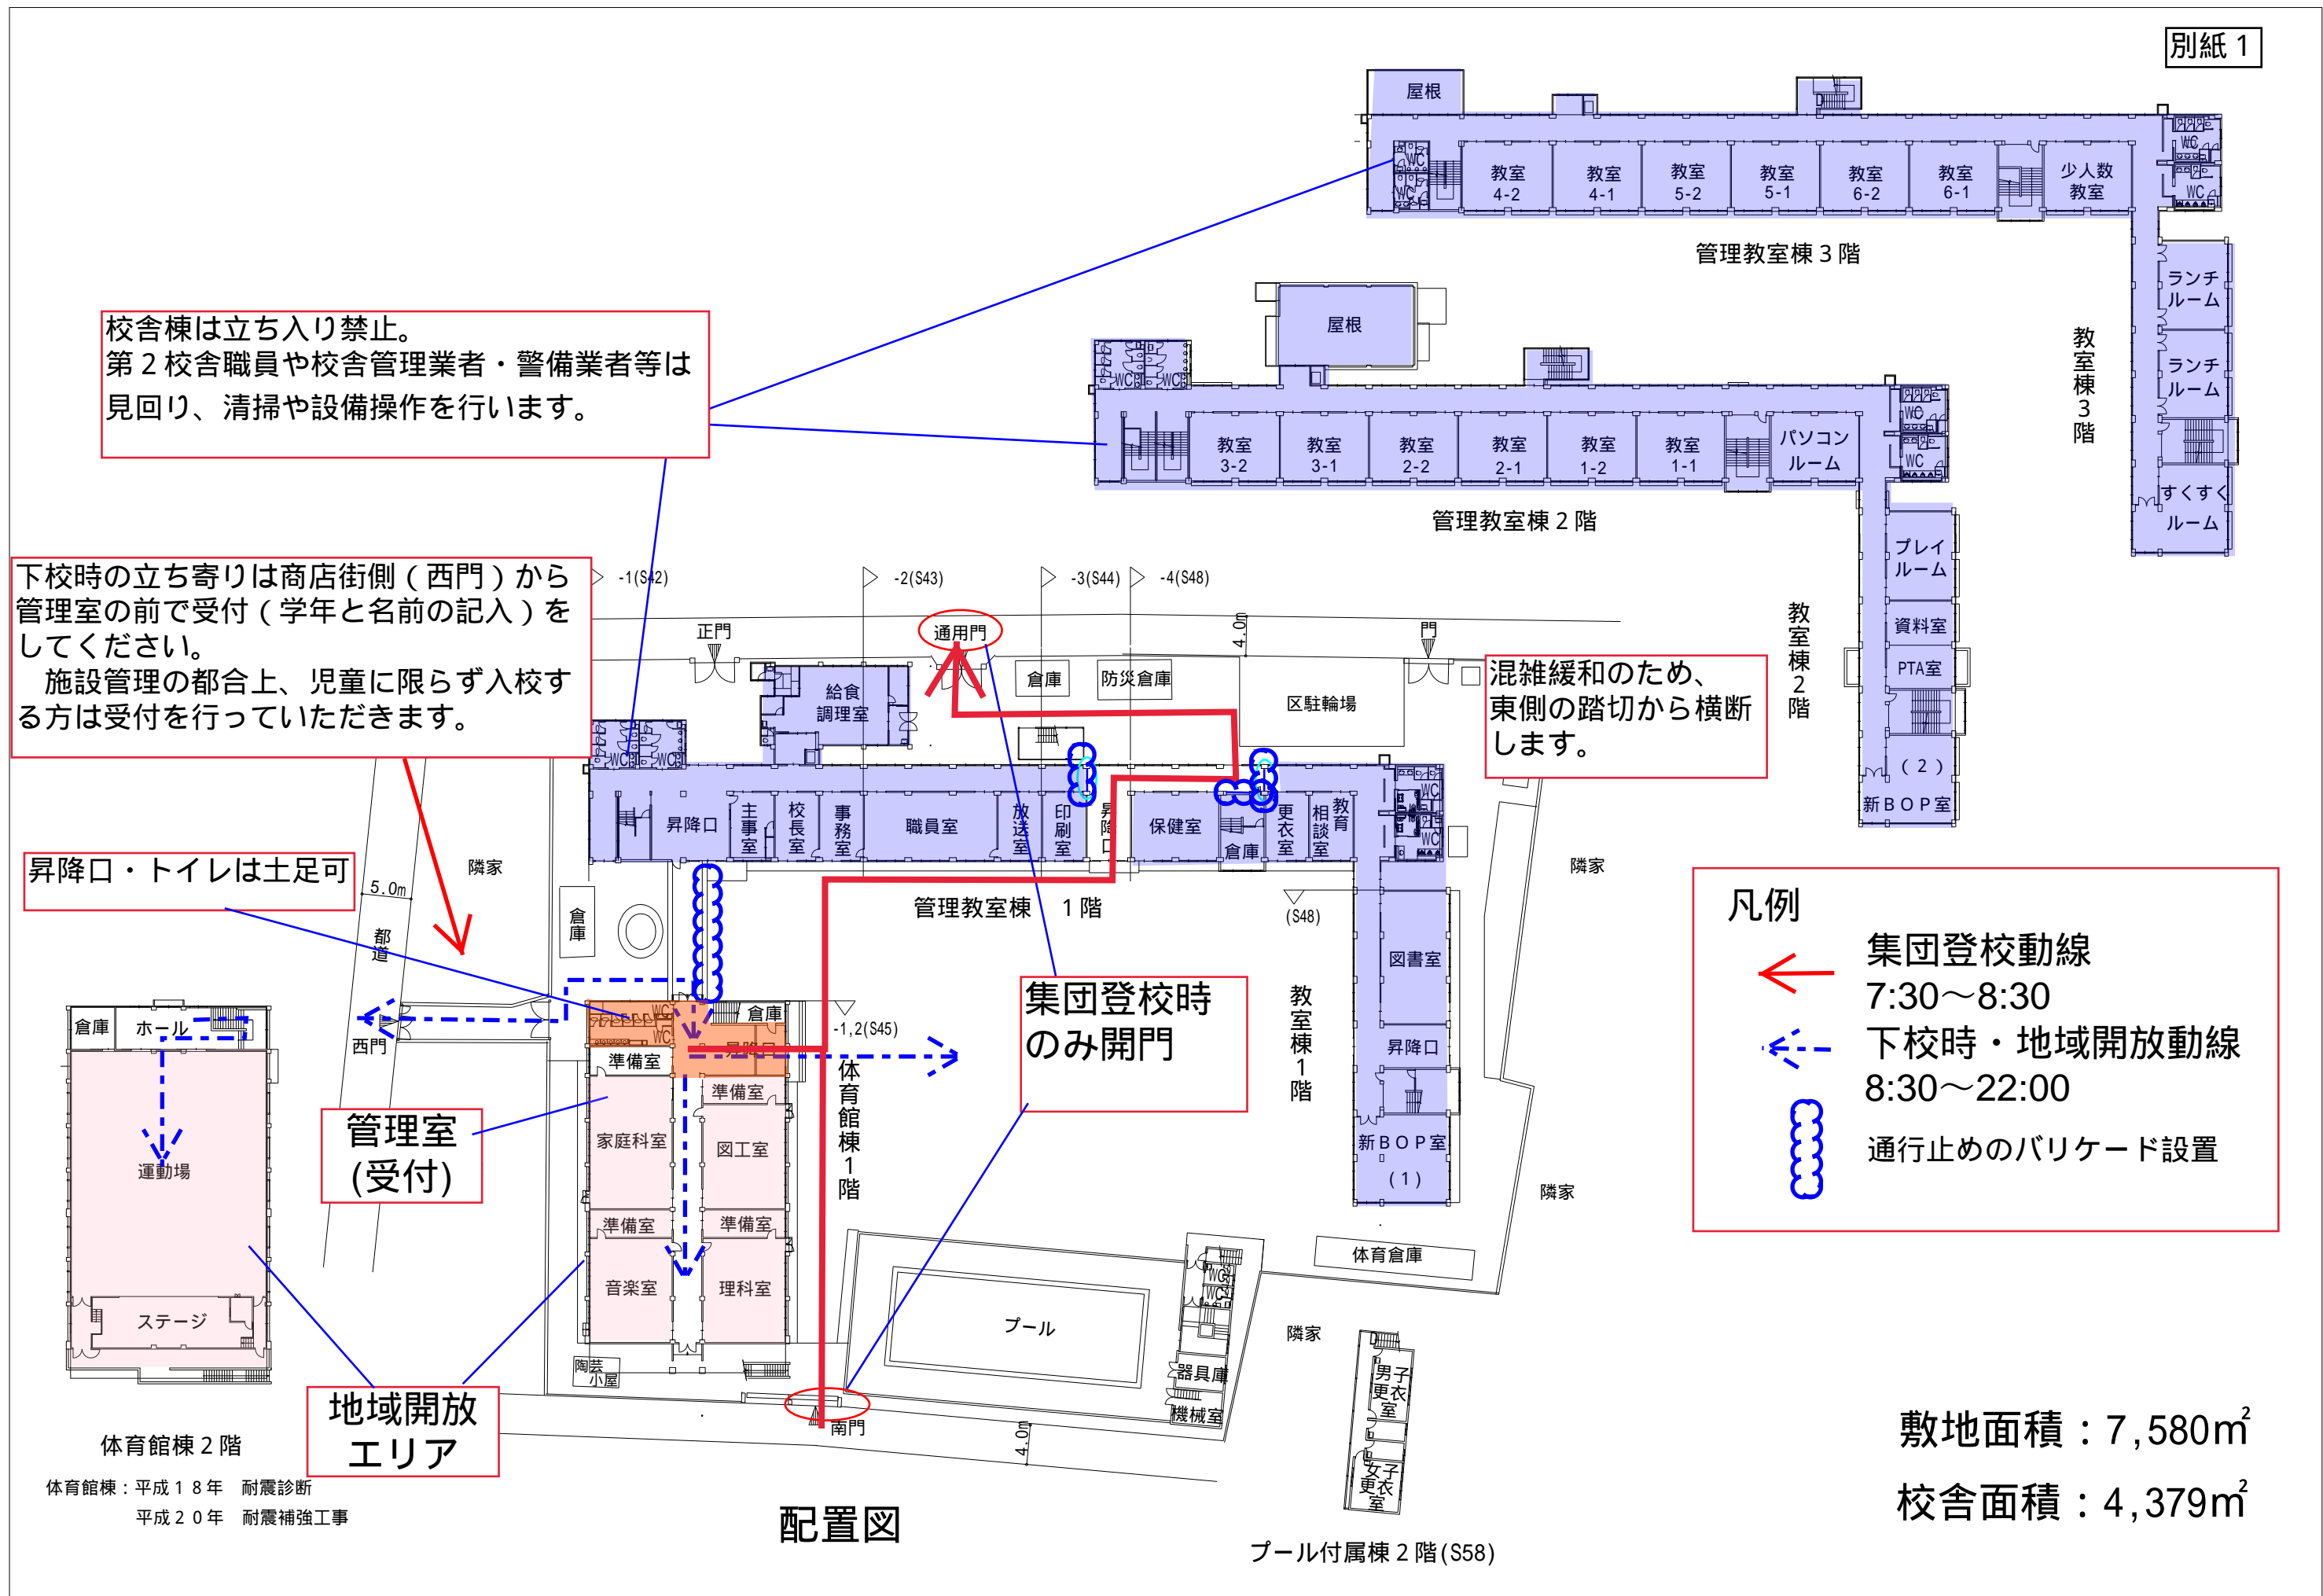 別紙１
屋根
WC
WC
教室
4-2
教室
4-1
教室
5-2
教室
5-1
教室
6-2
教室
6-1
少人数
教室
WC
WC
管理教室棟３階
ランチ
ルーム
ランチ
ルーム
すくすく
ルーム
教室棟３階
校舎棟は立ち入り禁止。
第２校舎職員や校舎管理業者・警備業者等は
見回り、清掃や設備操作を行います。
屋根
WC
WC
教室
3-2
教室
3-1
教室
2-2
教室
2-1
教室
1-2
教室
1-1
パソコン
ルーム
WC
WC
管理教室棟２階
プレイ
ルーム
資料室
PTA室
（２）
新ＢＯＰ室
教室棟２階
下校時の立ち寄りは商店街側（西門）から
管理室の前で受付（学年と名前の記入）を
してください。
　施設管理の都合上、児童に限らず入校す
る方は受付を行っていただきます。
-1(S42)
-2(S43)
-3(S44)
-4(S48)
正門
通用門
4.0m
門
給食
調理室
倉庫
防災倉庫
区駐輪場
混雑緩和のため、
東側の踏切から横断
します。
WC
WC
昇降口
主事室
校長室
事務室
職員室
放送室
印刷室
昇降口
保健室
倉庫
更衣室
教育
相談室
WC
WC
管理教室棟　１階
(S48)
図書室
昇降口
新ＢＯＰ室
(１)
教室棟１階
昇降口・トイレは土足可
隣家
5.0m
都道
倉庫
隣家
隣家
隣家
凡例
集団登校動線
7:30～8:30
下校時・地域開放動線
8:30～22:00
通行止めのバリケード設置
集団登校時
のみ開門
倉庫
ホール
運動場
ステージ
西門
WC
WC
倉庫
昇降口
-1,2(S45)
準備室
準備室
家庭科室
図工室
準備室
準備室
音楽室
理科室
体育館棟１階
管理室
(受付)
陶芸
小屋
南門
4.0m
プール
WC
WC
器具庫
機械室
体育倉庫
男子
更衣
室
女子
更衣
室
地域開放
エリア
体育館棟２階
体育館棟：平成１８年　耐震診断
平成２０年　耐震補強工事
配置図
プール付属棟２階(S58)
敷地面積：7,580㎡
校舎面積：4,379㎡